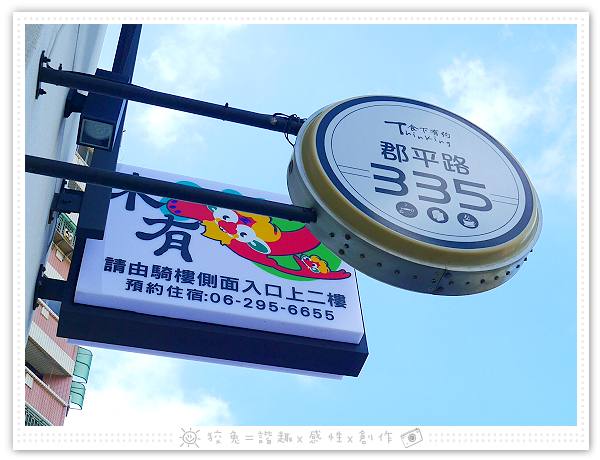 食下有約
Thinking
郡平路
335
有
請由騎樓側面入口上二樓
預約住宿:06-295-6655
狡兔=諧趣x感性x創作